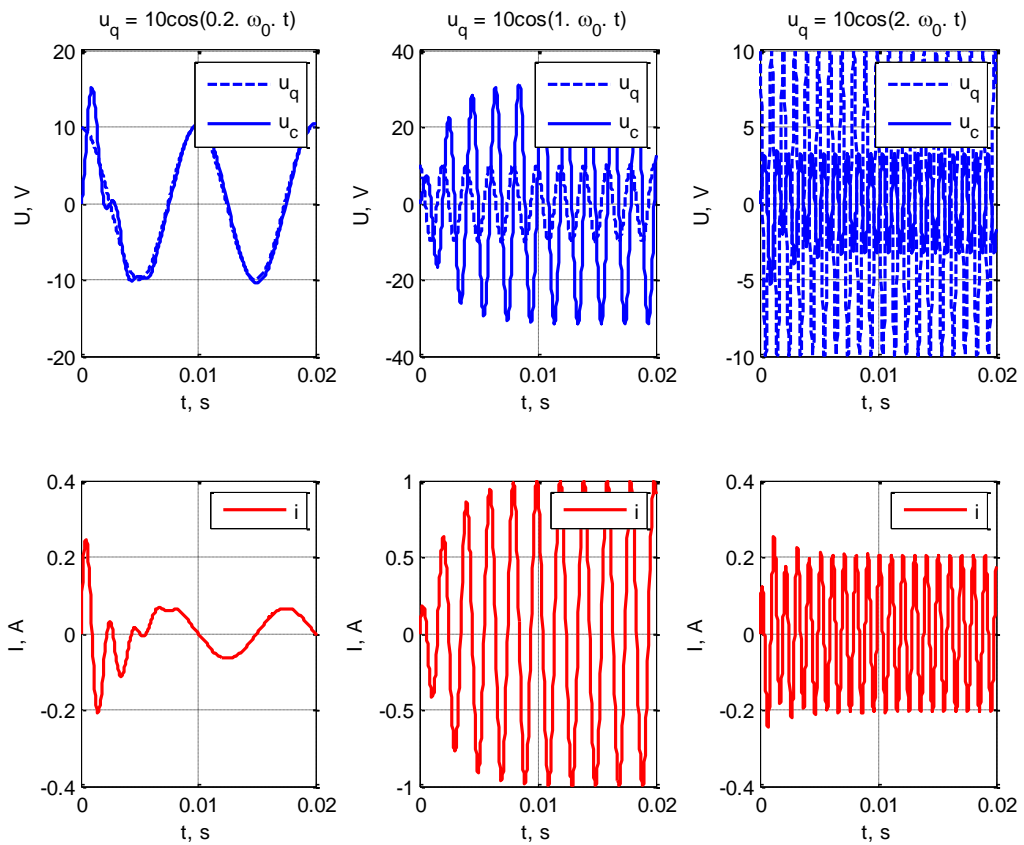 u_q = 10cos(0.2. ω_0. t)
20
10
0
-10
-20
U, V
0
0.01
0.02
t, s
u_q
u_c
u_q = 10cos(1. ω_0. t)
40
20
0
-20
-40
U, V
0
0.01
0.02
t, s
u_q
u_c
u_q = 10cos(2. ω_0. t)
10
5
0
-5
-10
U, V
0
0.01
0.02
t, s
u_q
u_c
0.4
0.2
0
-0.2
-0.4
I, A
0
0.01
0.02
t, s
i
1
0.5
0
-0.5
-1
I, A
0
0.01
0.02
t, s
i
0.4
0.2
0
-0.2
-0.4
I, A
0
0.01
0.02
t, s
i